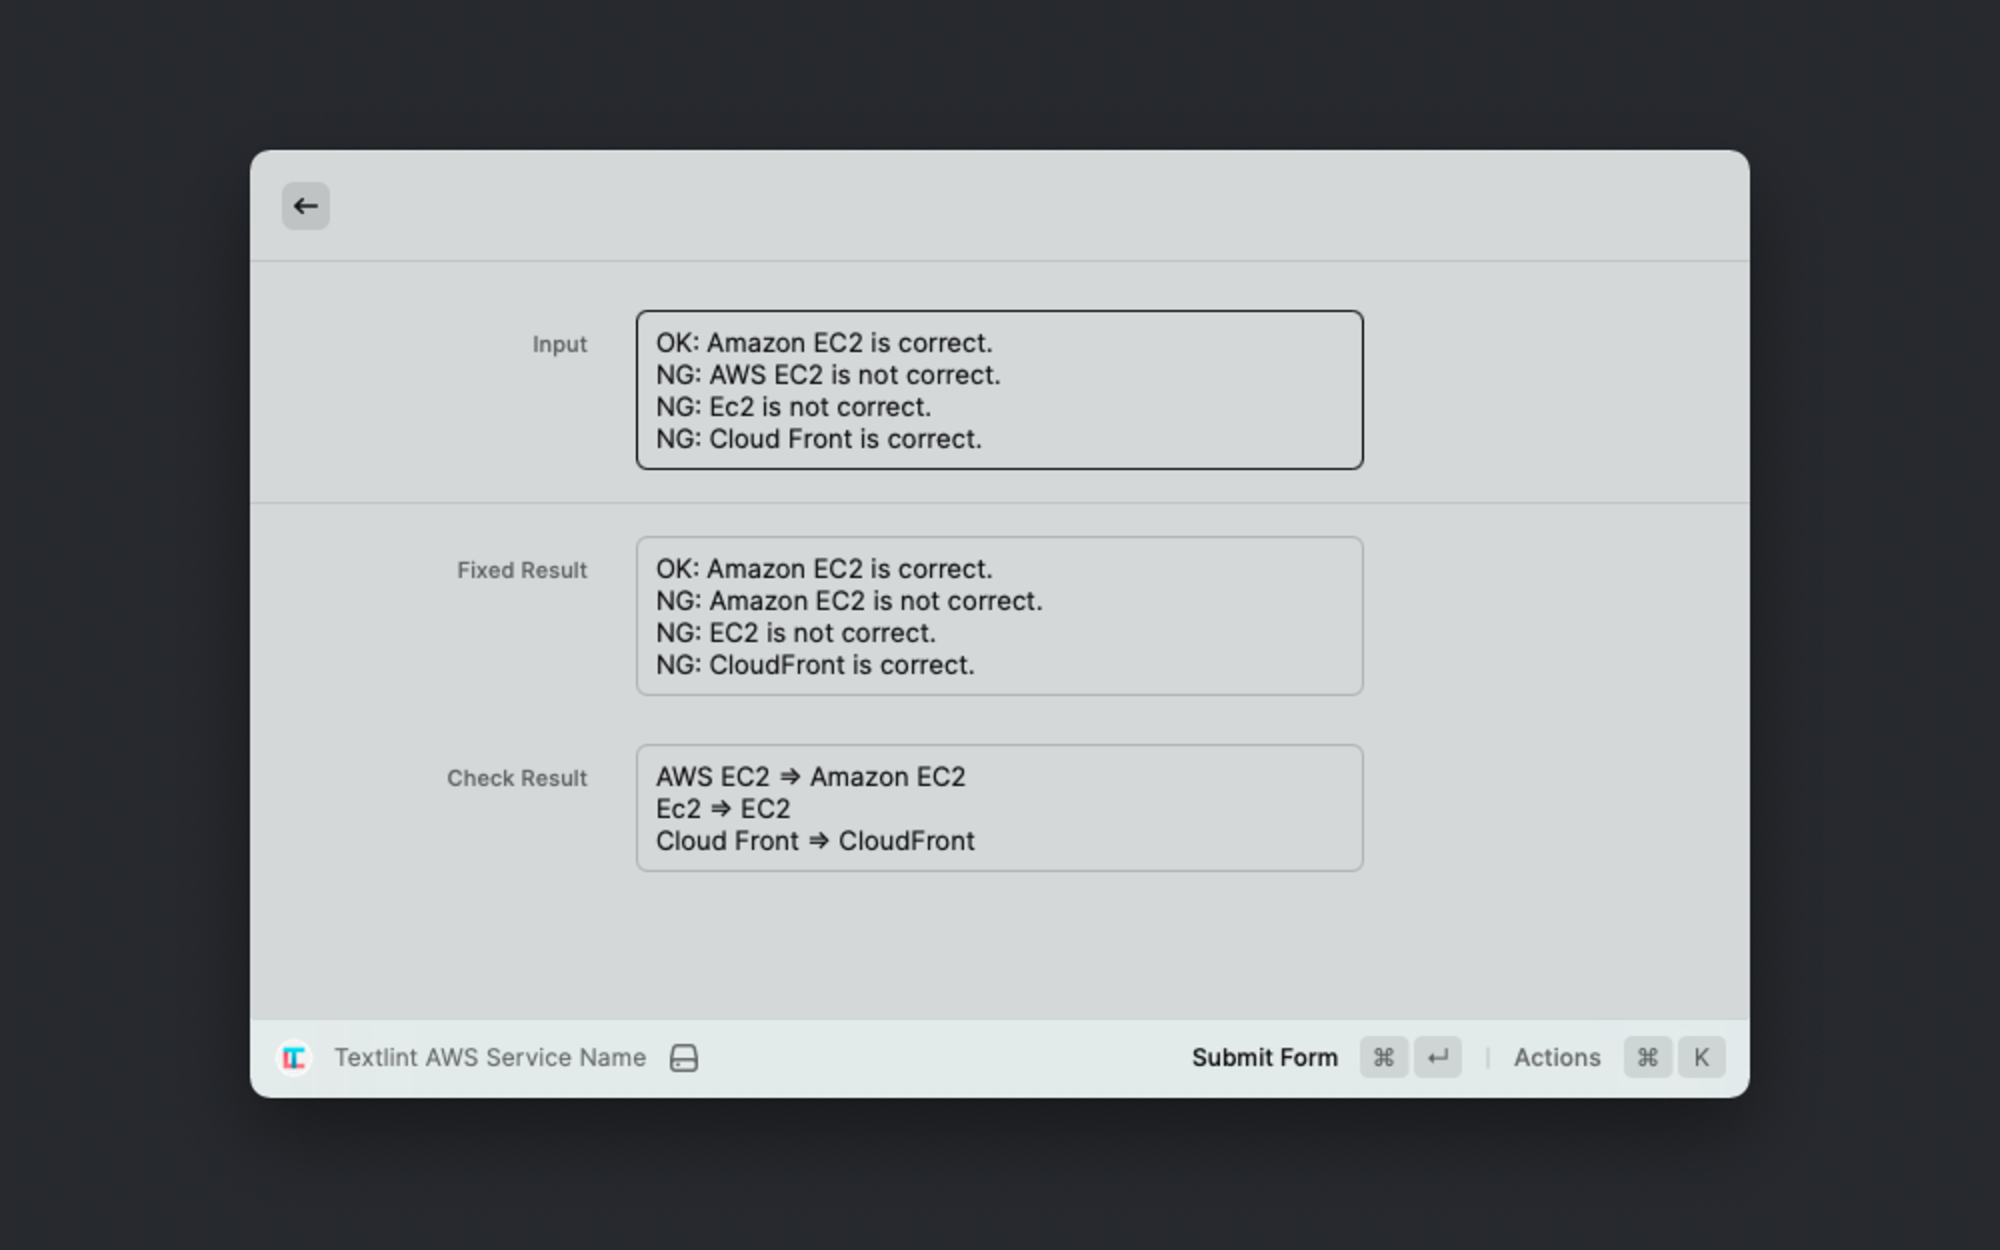 Input
OK: Amazon EC2 is correct.
NG: AWS EC2 is not correct.
NG: Ec2 is not correct.
NG: Cloud Front is correct.
Fixed Result
OK: Amazon EC2 is correct.
NG: Amazon EC2 is not correct.
NG: EC2 is not correct.
NG: CloudFront is correct.
Check Result
AWS EC2 => Amazon EC2
Ec2 => EC2
Cloud Front => CloudFront
Textlint AWS Service Name
Submit Form ⌘ ↵ | Actions ⌘ K